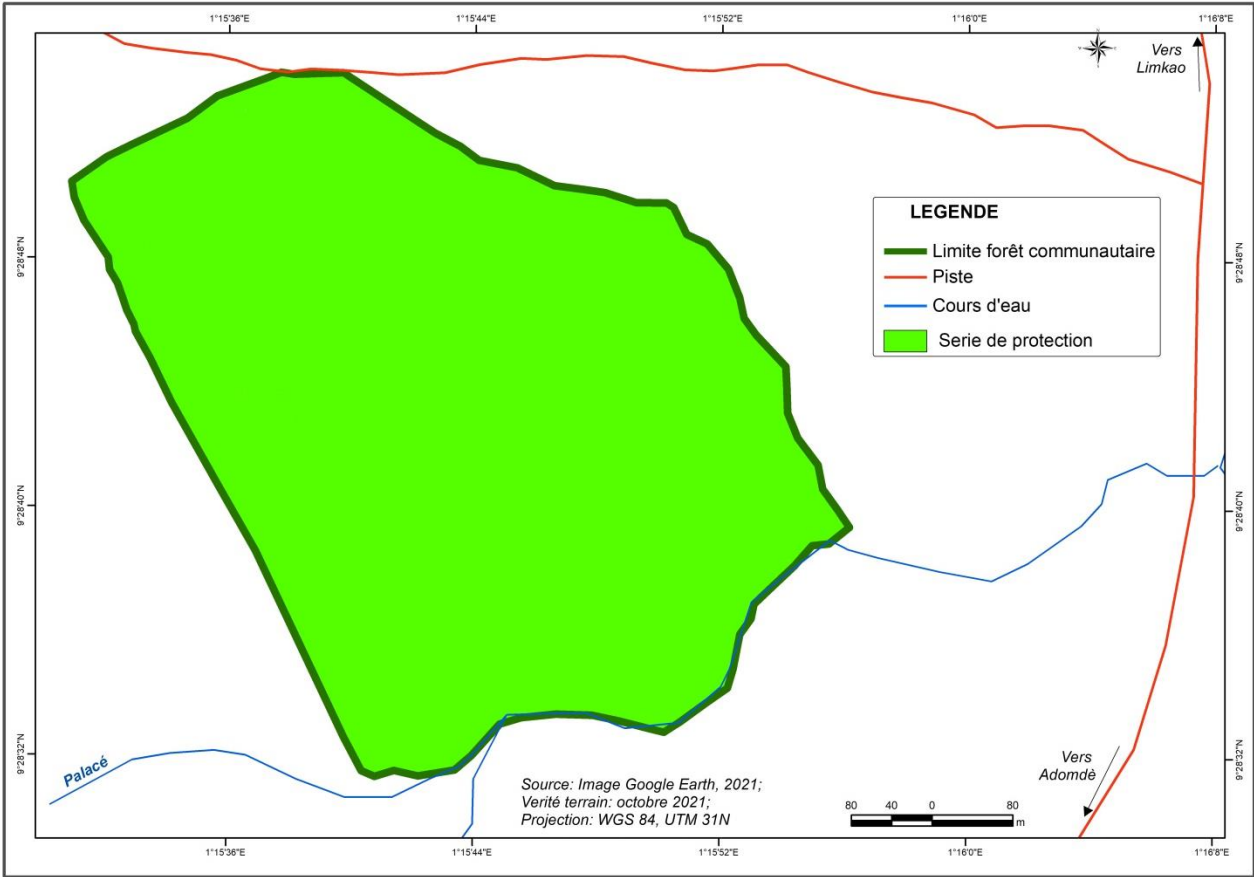 1°15'36"E
1°15'44"E
1°15'52"E
1°16'0"E
1°16'8"E
Vers
Limkao
LEGENDE
Limite forêt communautaire
Piste
Cours d'eau
Serie de protection
9°28'48"N
9°28'48"N
9°28'40"N
9°28'40"N
9°28'32"N
9°28'32"N
Palacé
Vers
Adomdè
Source: Image Google Earth, 2021;
Verité terrain: octobre 2021;
Projection: WGS 84, UTM 31N
80 40 0 80
m
1°15'36"E
1°15'44"E
1°15'52"E
1°16'0"E
1°16'8"E